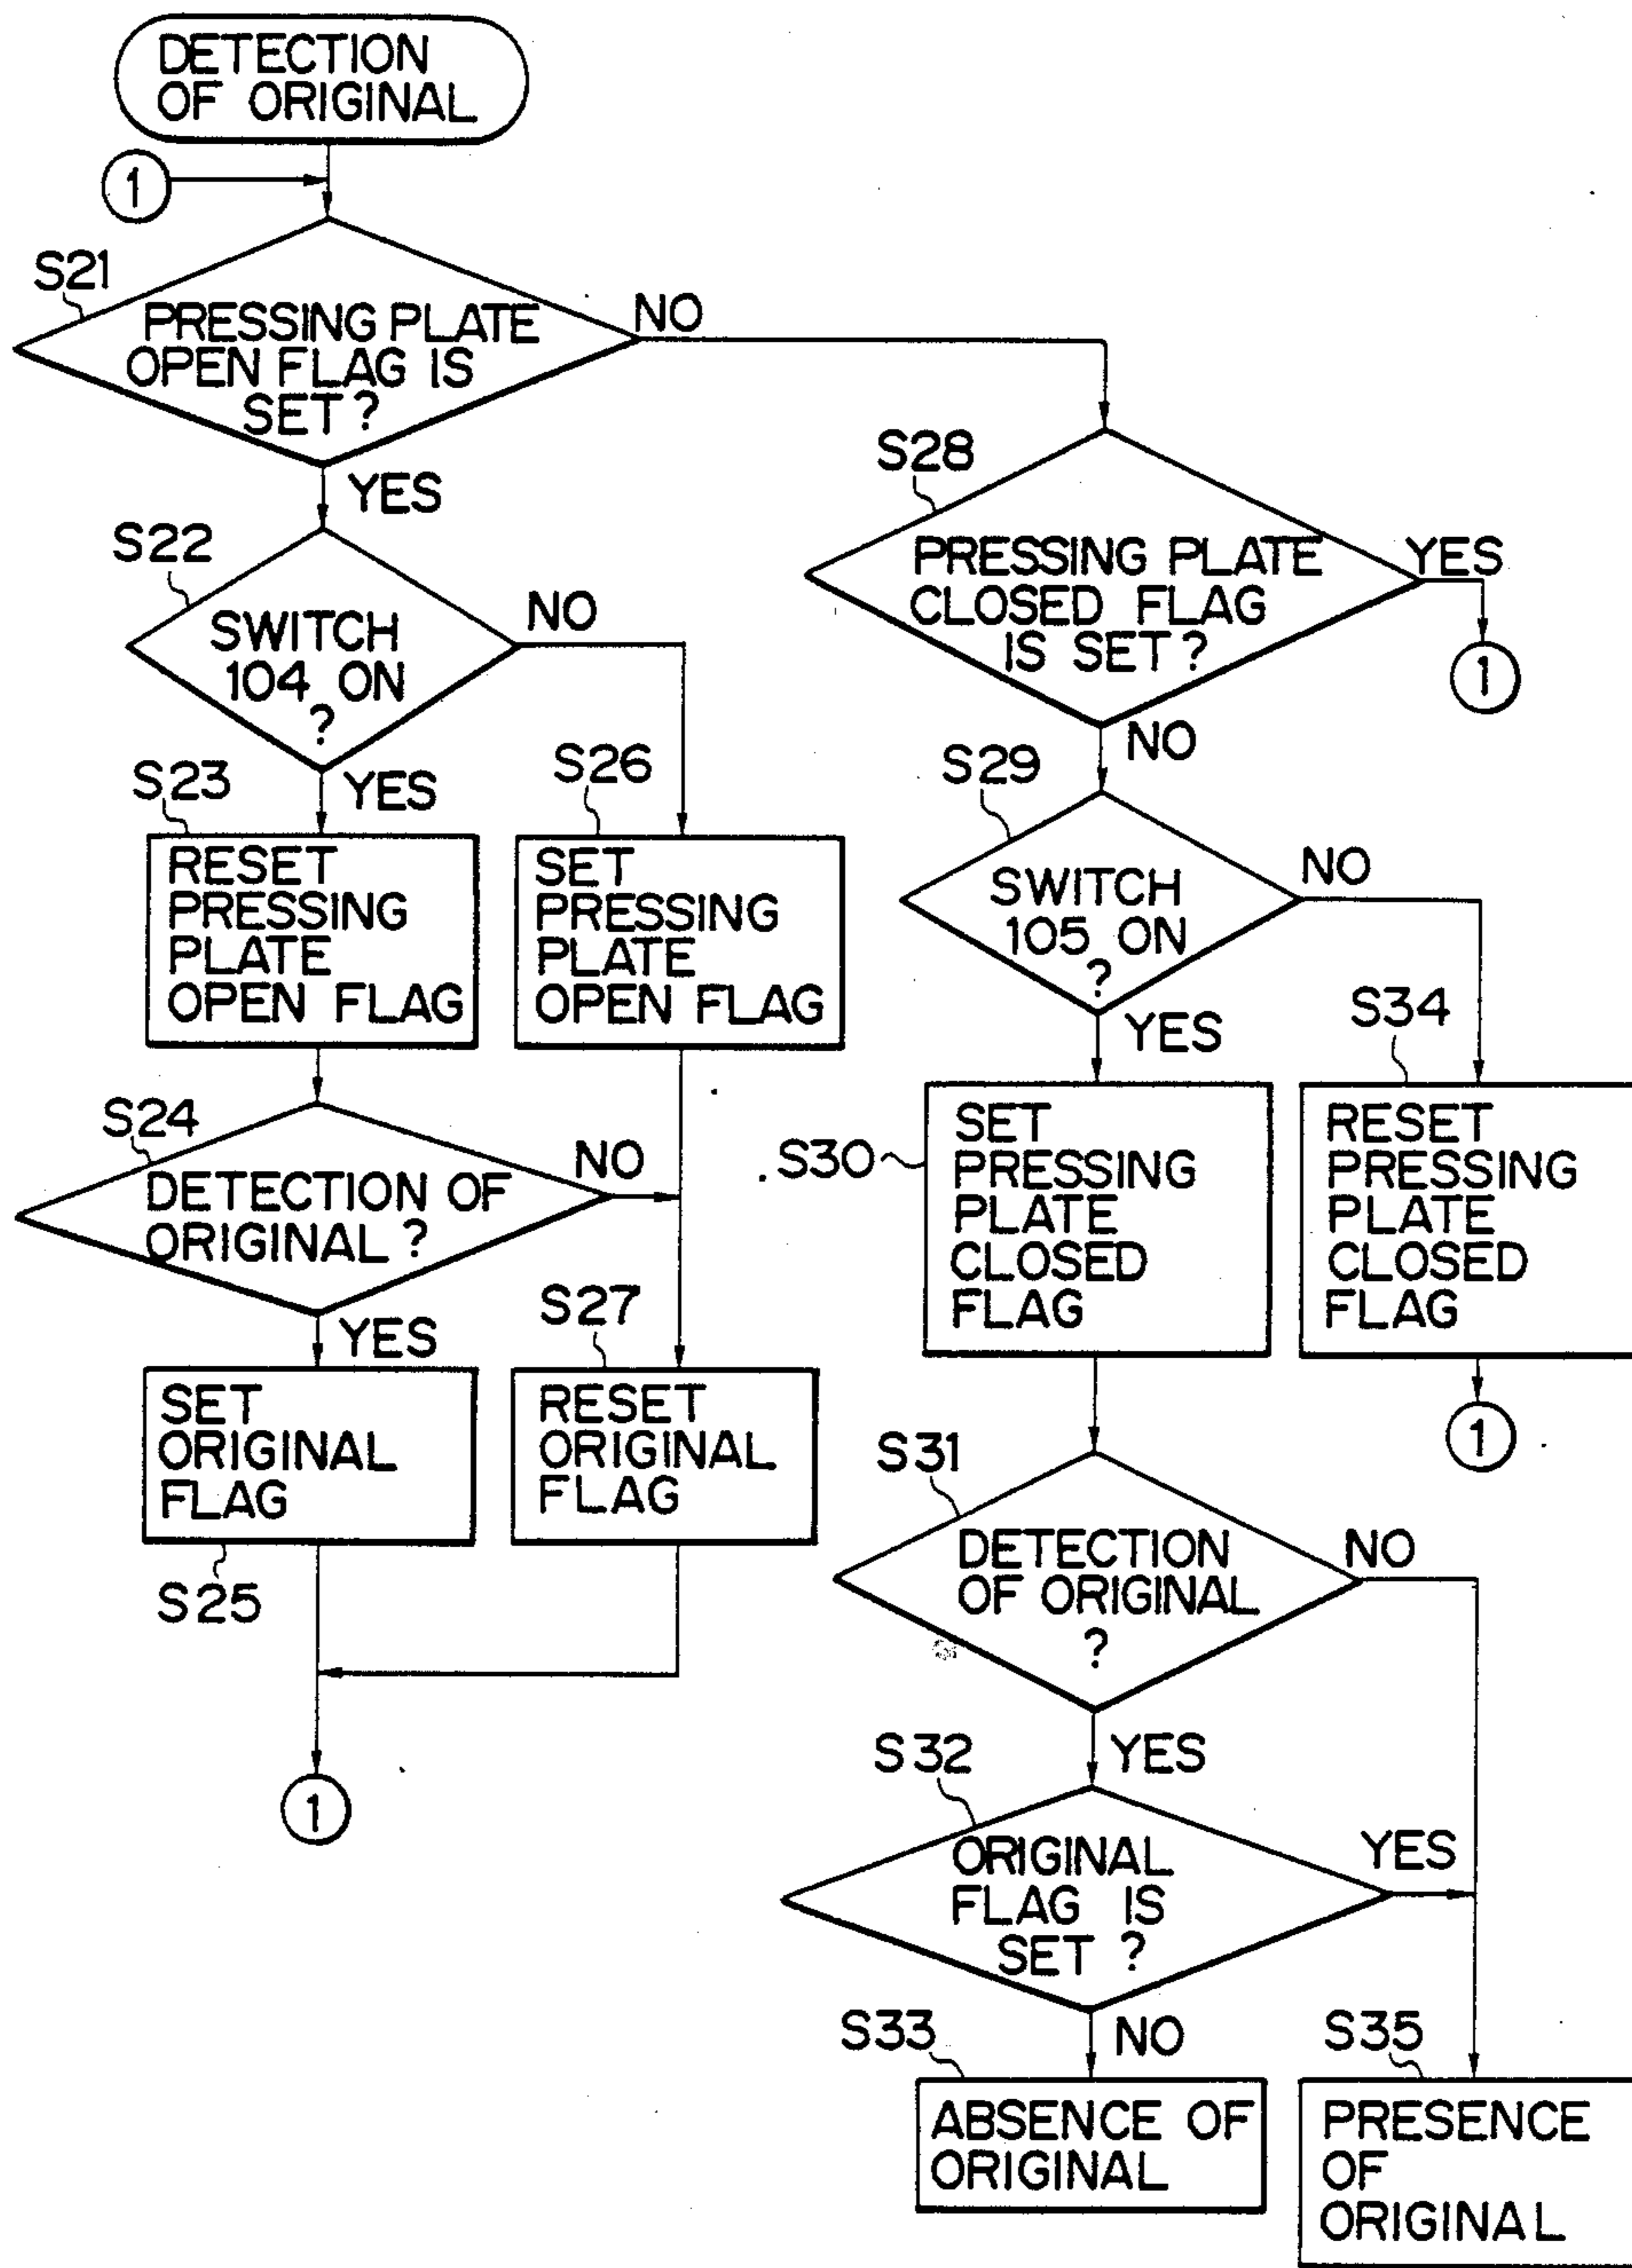 DETECTION
OF ORIGINAL
1
S21
PRESSING PLATE
OPEN FLAG IS
SET?
NO
YES
S22
SWITCH
104 ON
?
NO
YES
S23
RESET
PRESSING
PLATE
OPEN FLAG
S26
SET
PRESSING
PLATE
OPEN FLAG
S24
DETECTION OF
ORIGINAL?
NO
YES
S27
SET
ORIGINAL
FLAG
S25
RESET
ORIGINAL
FLAG
1
S28
PRESSING PLATE
CLOSED FLAG
IS SET?
YES
1
NO
S29
SWITCH
105 ON
?
NO
YES
S34
S30
SET
PRESSING
PLATE
CLOSED
FLAG
RESET
PRESSING
PLATE
CLOSED
FLAG
1
S31
DETECTION
OF ORIGINAL
?
NO
YES
S32
ORIGINAL
FLAG IS
SET ?
YES
NO
S33
ABSENCE OF
ORIGINAL
S35
PRESENCE
OF
ORIGINAL